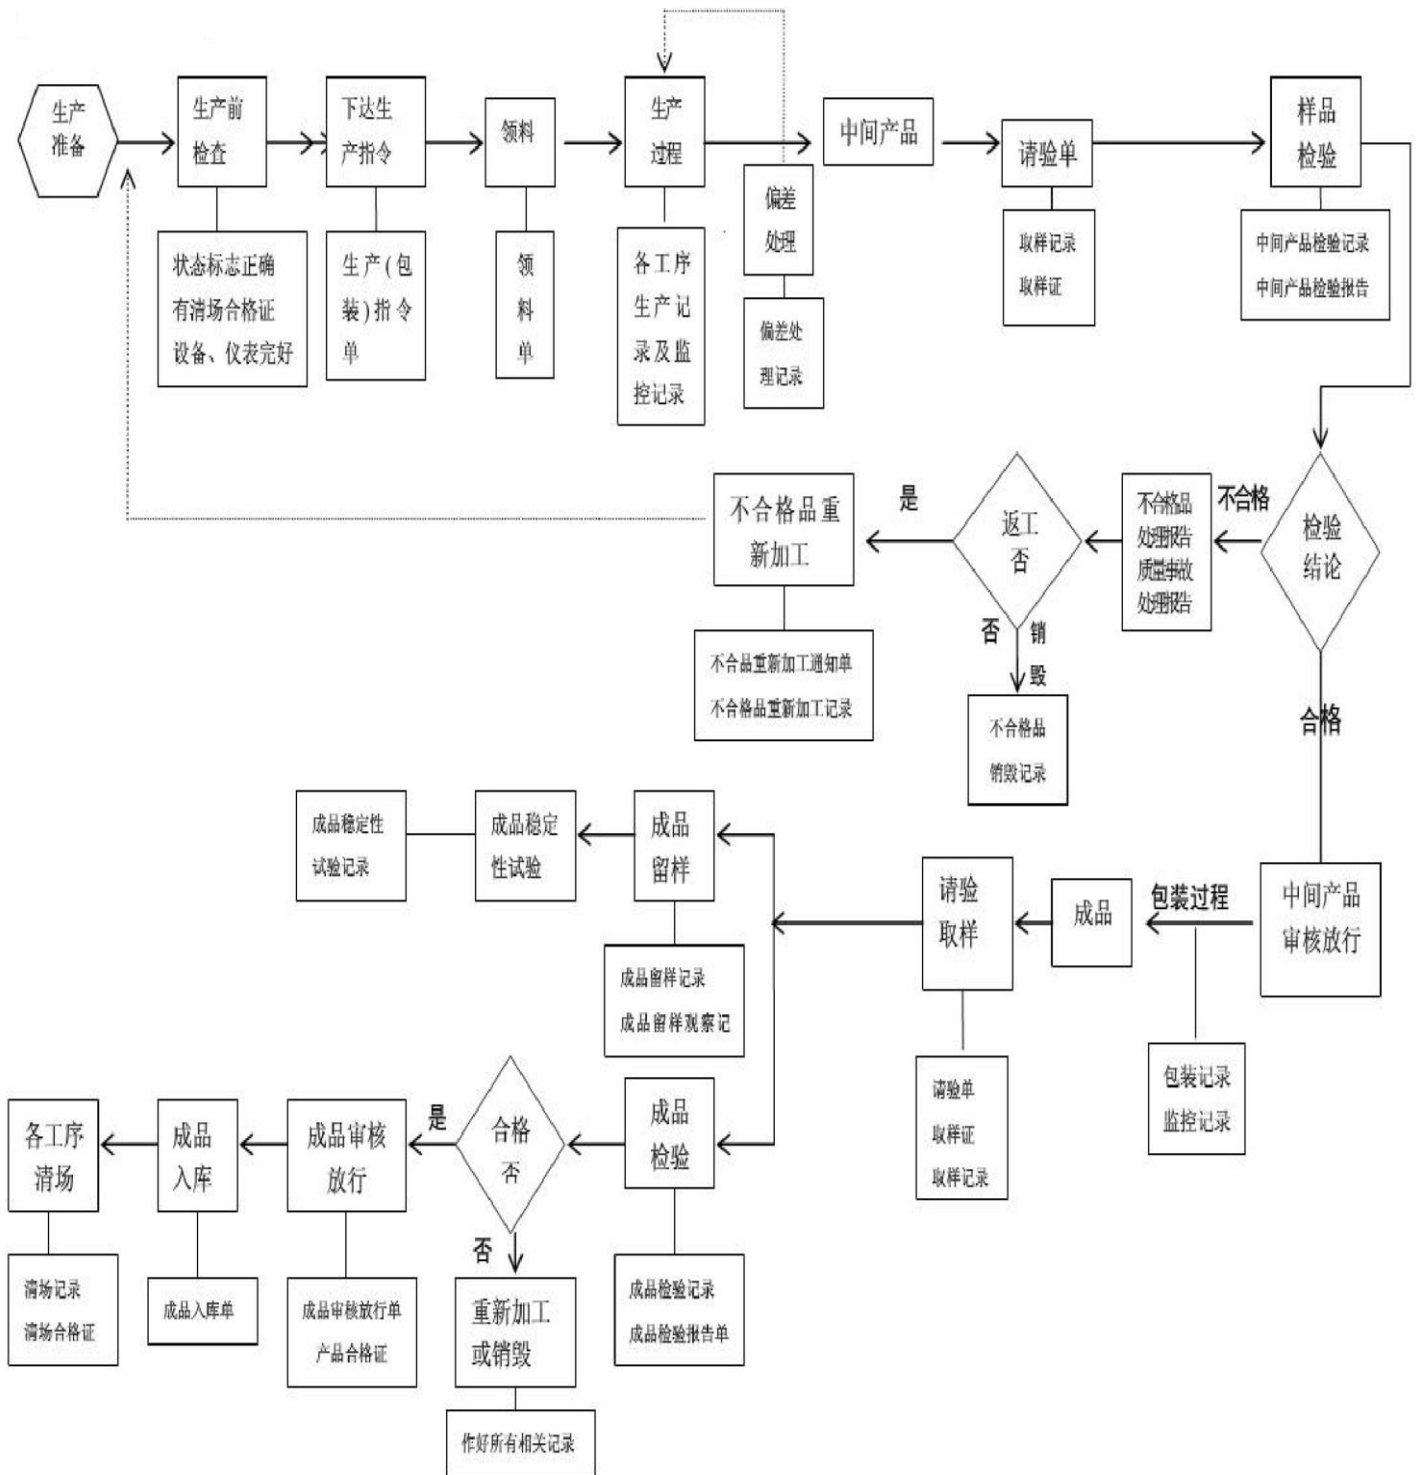 生产
准备
生产前
检查
下达生
产指令
领料
生产
过程
中间产品
请验单
样品
检验
状态标志正确
有清场合格证
设备、仪表完好
生产(包
装)指令
单
领
料
单
各工序
生产记
录及监
控记录
偏差
处理
偏差处
理记录
取样记录
取样证
中间产品检验记录
中间产品检验报告
检验
结论
不合格
不合格品
处理报告
质量事故
处理报告
返工
否
是
不合格品重
新加工
不合品重新加工通知单
不合格品重新加工记录
否
销
毁
不合格品
销毁记录
合格
中间产品
审核放行
包装过程
包装记录
监控记录
成品
请验
取样
请验单
取样证
取样记录
成品
留样
成品留样记录
成品留样观察记
成品稳定
性试验
成品稳定性
试验记录
成品
检验
成品检验记录
成品检验报告单
合格
否
是
否
重新加工
或销毁
作好所有相关记录
成品审核
放行
成品审核放行单
产品合格证
成品
入库
成品入库单
各工序
清场
清场记录
清场合格证